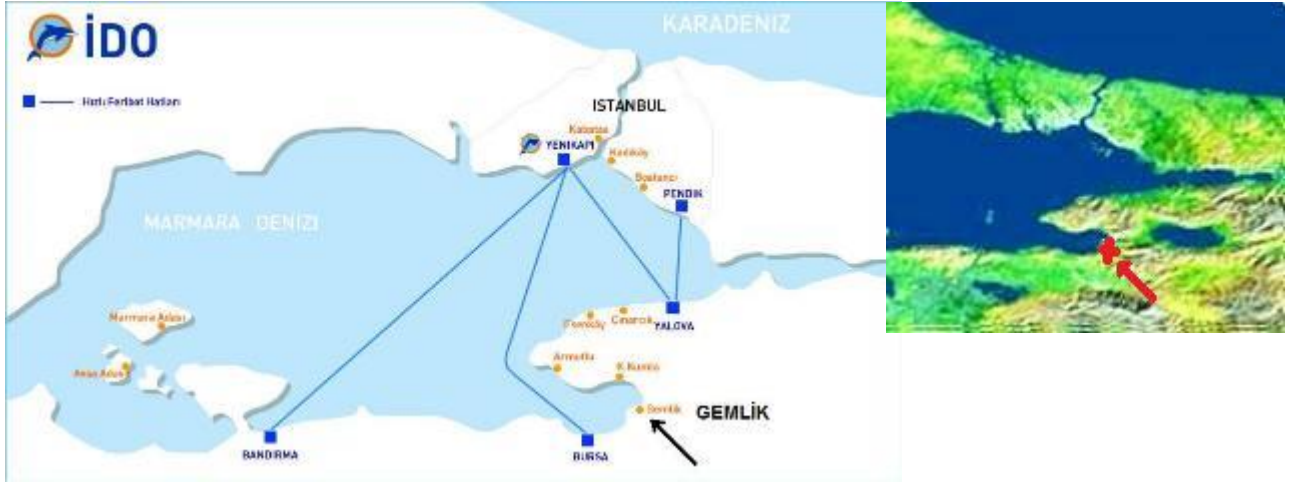 İDO
KARADENIZ
Hızlı Feribot Hatları
ISTANBUL
Kabataş
YENIKAPI
Kadıköy
Bostancı
PENDIK
MARMARA DENIZI
Marmara Adası
Avşa Adası
Esenköy
Çınarcık
YALOVA
Armutlu
K.Kumla
Gemlik
GEMLİK
BANDIRMA
BURSA